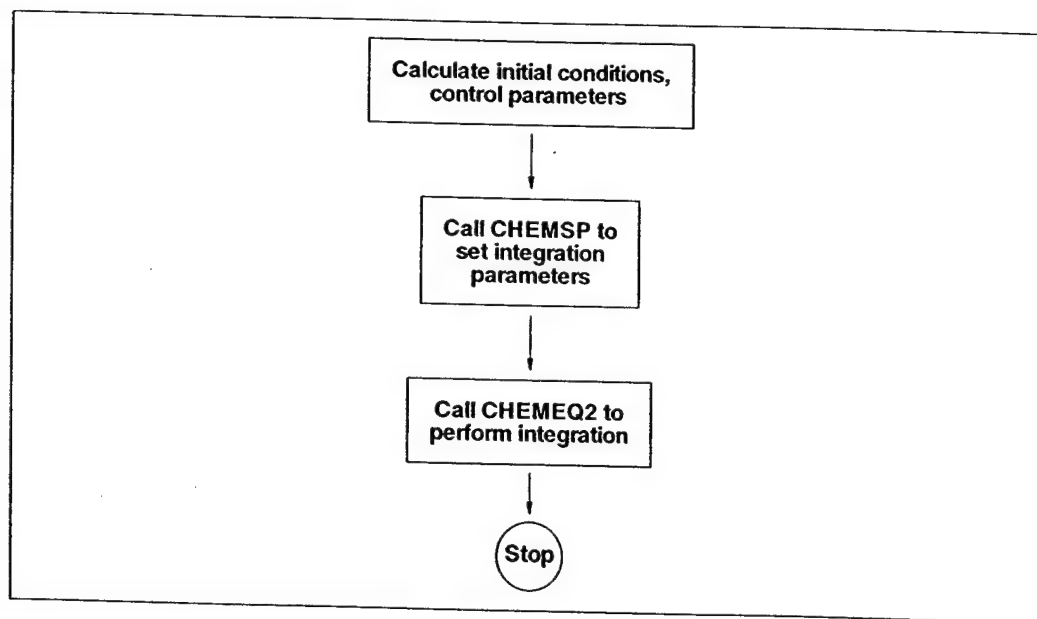 Calculate initial conditions,
control parameters
Call CHEMSP to
set integration
parameters
Call CHEMEQ2 to
perform integration
Stop